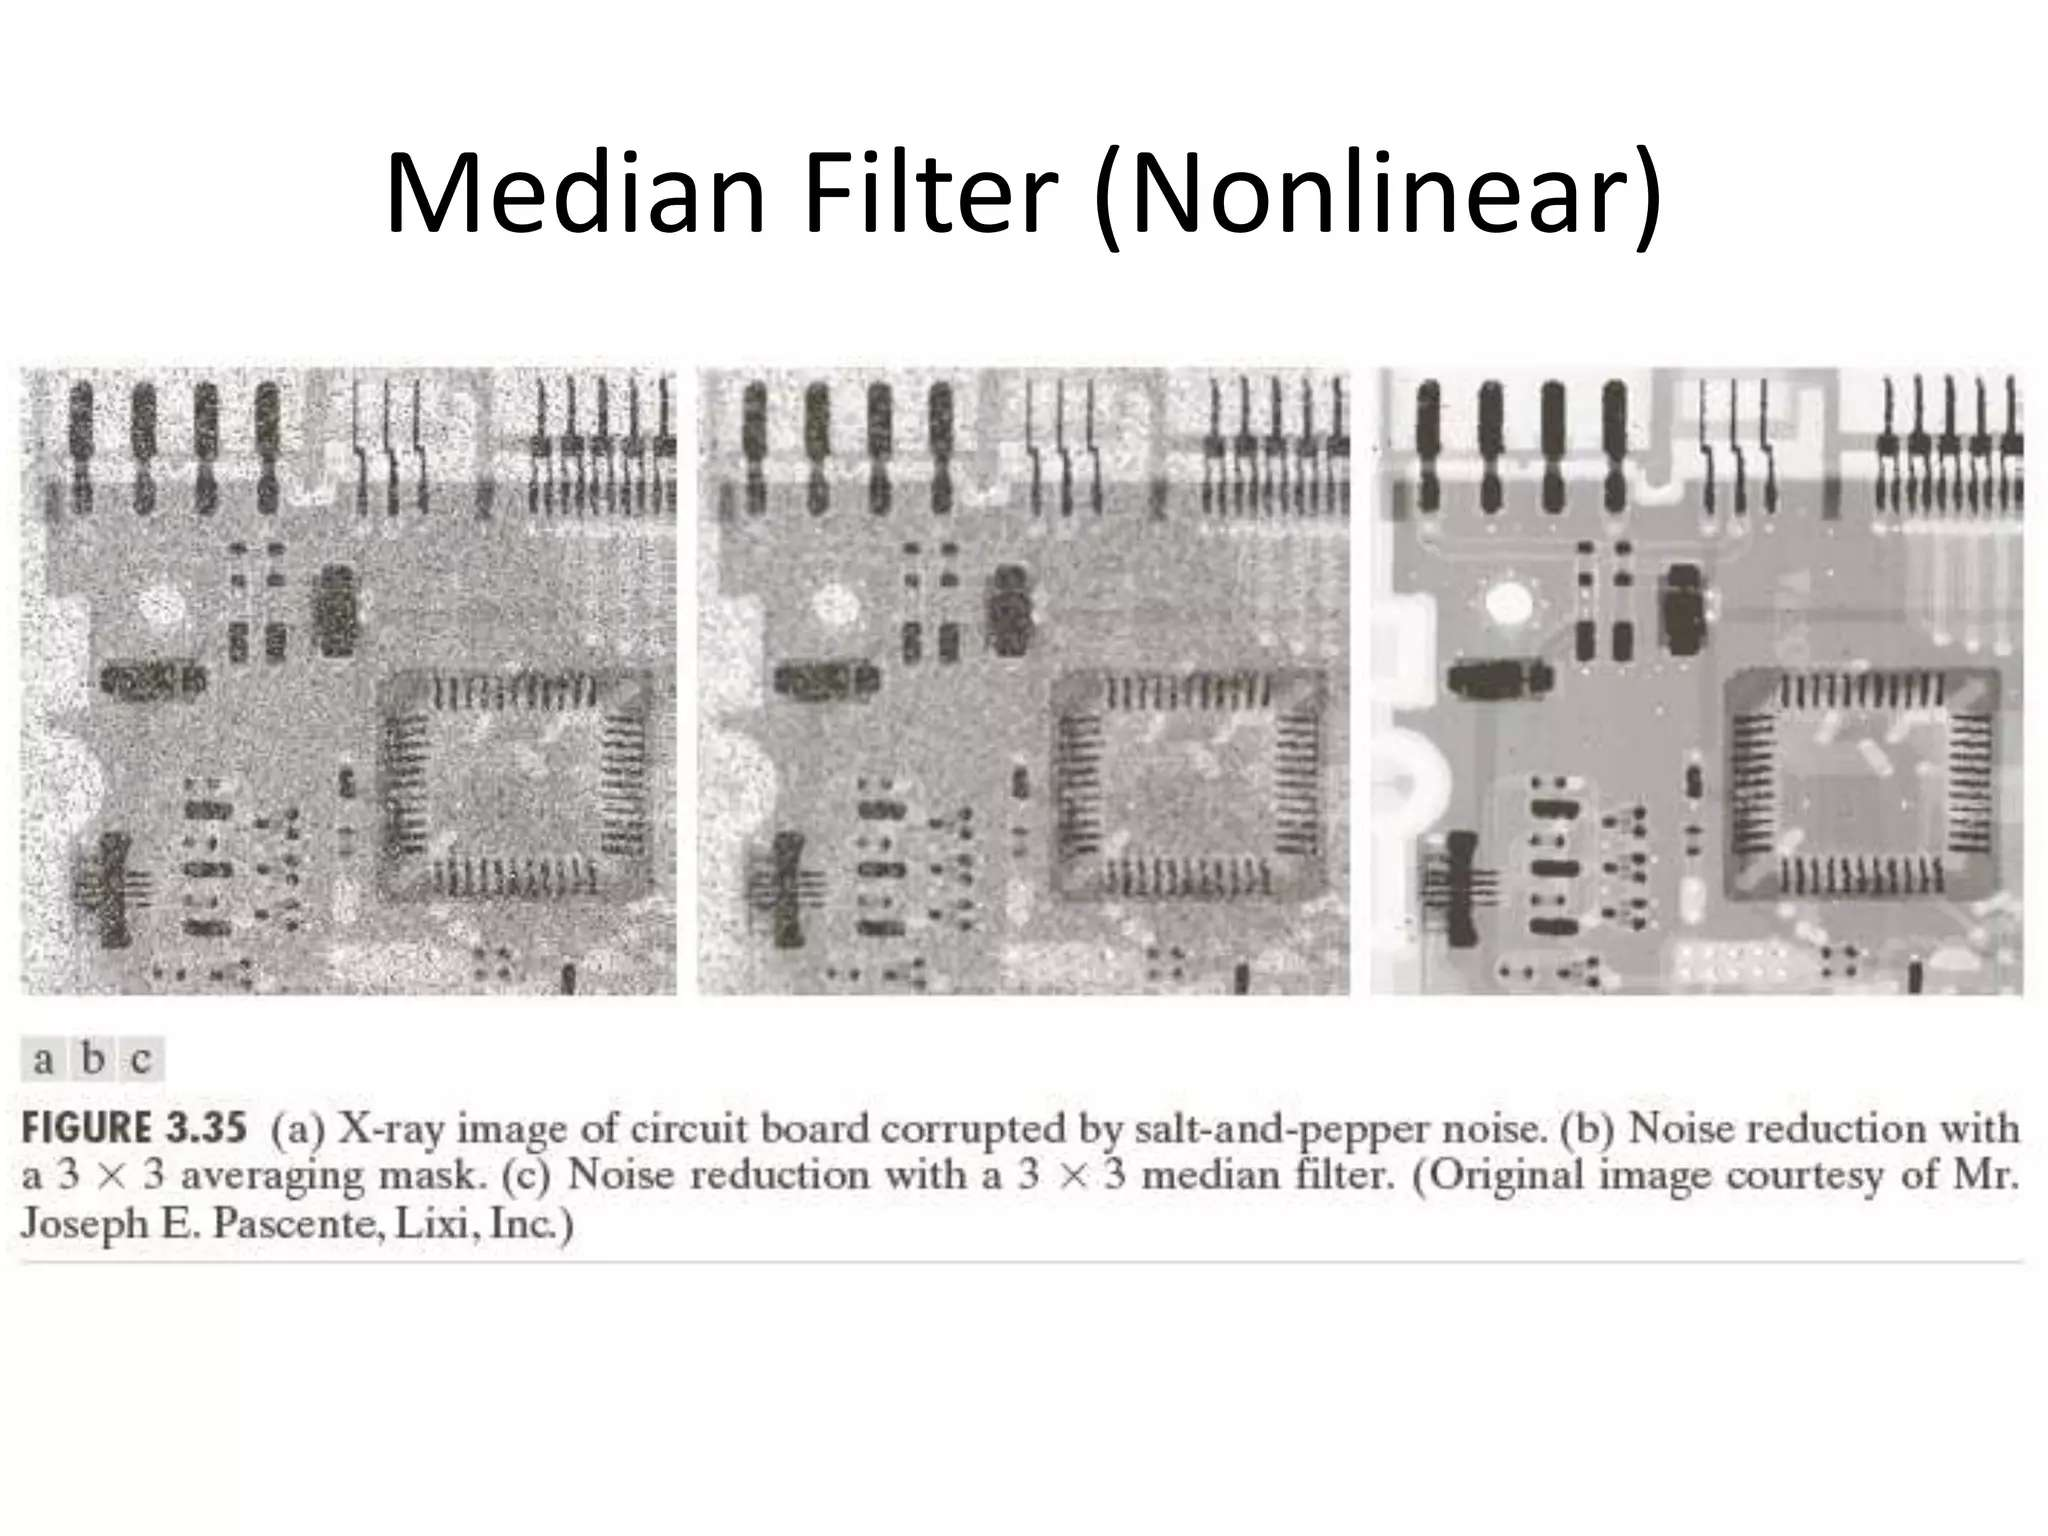 Median Filter (Nonlinear)
a b c
FIGURE 3.35 (a) X-ray image of circuit board corrupted by salt-and-pepper noise. (b) Noise reduction with
a 3 × 3 averaging mask. (c) Noise reduction with a 3 × 3 median filter. (Original image courtesy of Mr.
Joseph E. Pascente, Lixi, Inc.)